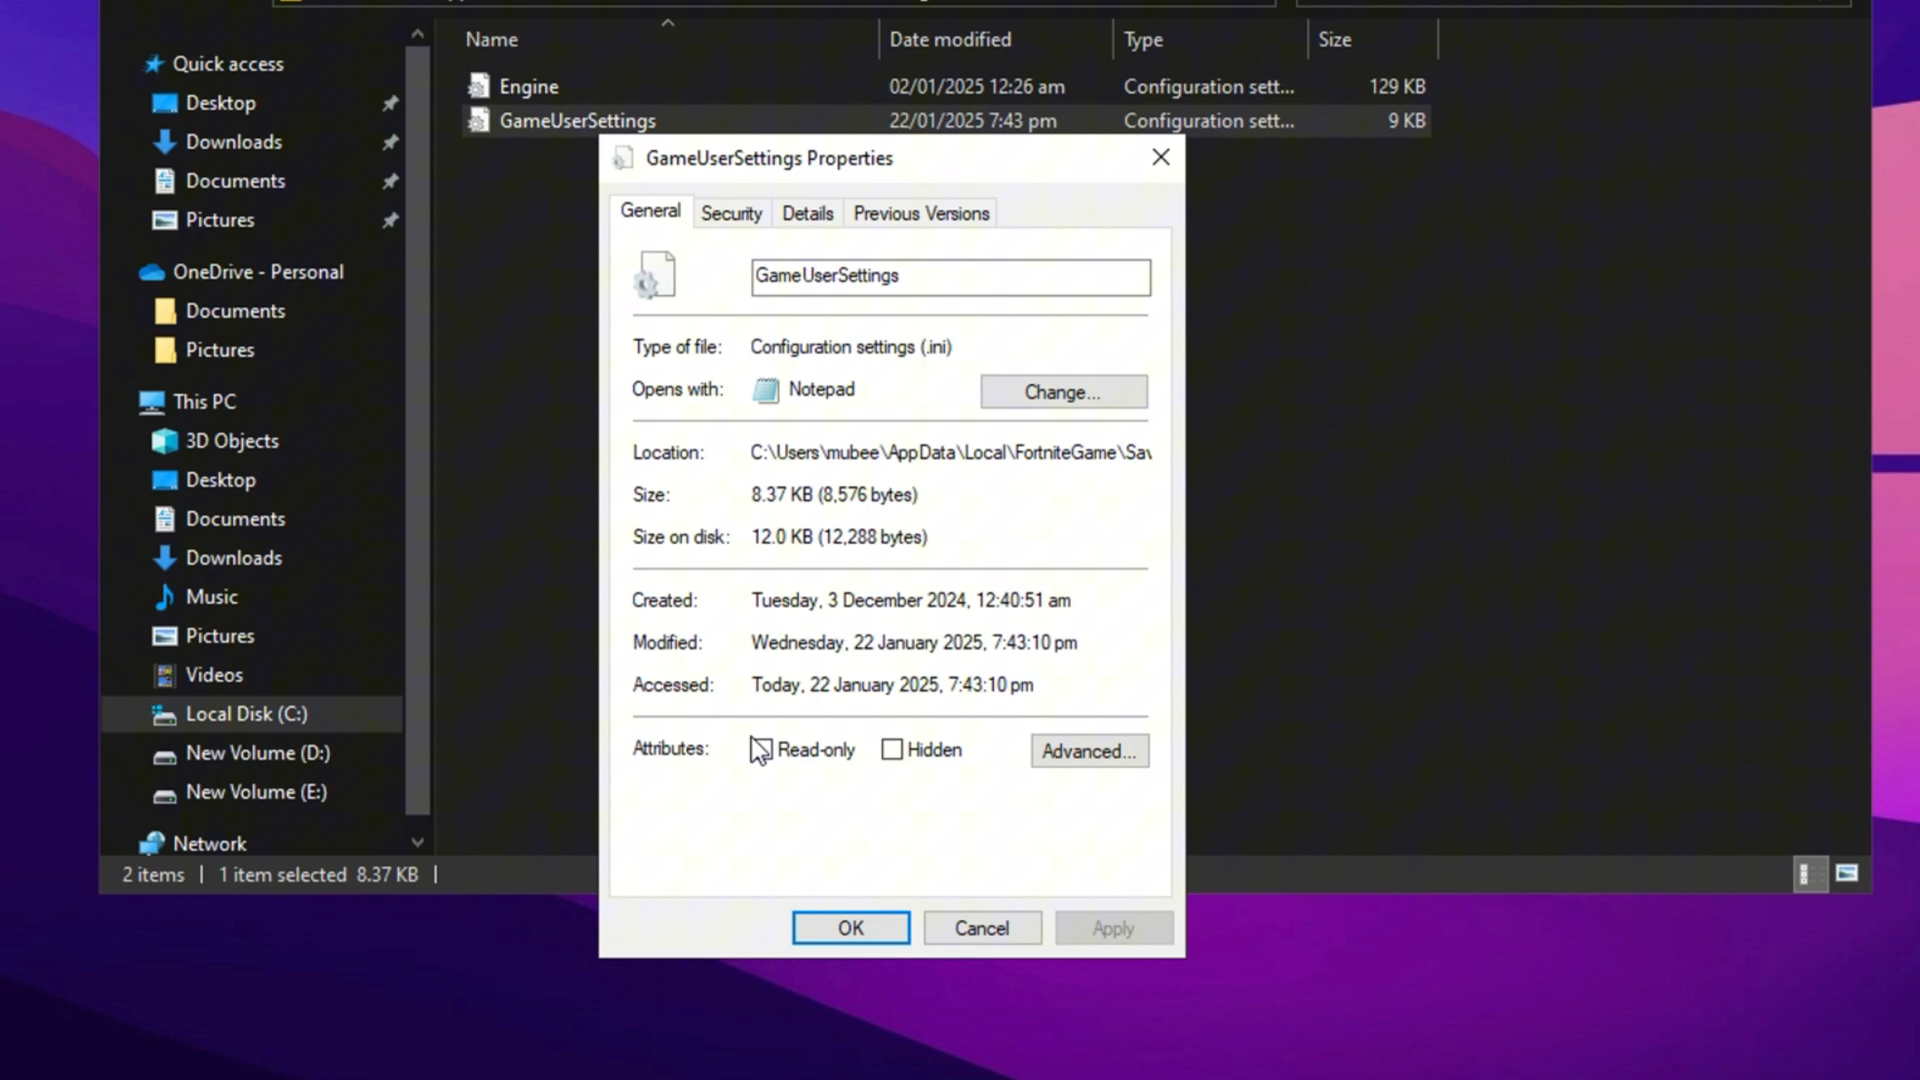 Name
Date modified
Type
Size
Engine
02/01/2025 12:26 am
Configuration sett...
129 KB
GameUserSettings
22/01/2025 7:43 pm
Configuration sett...
9 KB
Quick access
Desktop
Downloads
Documents
Pictures
OneDrive - Personal
Documents
Pictures
This PC
3D Objects
Desktop
Documents
Downloads
Music
Pictures
Videos
Local Disk (C:)
New Volume (D:)
New Volume (E:)
Network
2 items
1 item selected 8.37 KB
GameUserSettings Properties
General
Security
Details
Previous Versions
GameUserSettings
Type of file: Configuration settings (.ini)
Opens with: Notepad
Change...
Location: C:\Users\mubee\AppData\Local\FortniteGame\Sav
Size: 8.37 KB (8,576 bytes)
Size on disk: 12.0 KB (12,288 bytes)
Created: Tuesday, 3 December 2024, 12:40:51 am
Modified: Wednesday, 22 January 2025, 7:43:10 pm
Accessed: Today, 22 January 2025, 7:43:10 pm
Attributes: Read-only Hidden
Advanced...
OK
Cancel
Apply